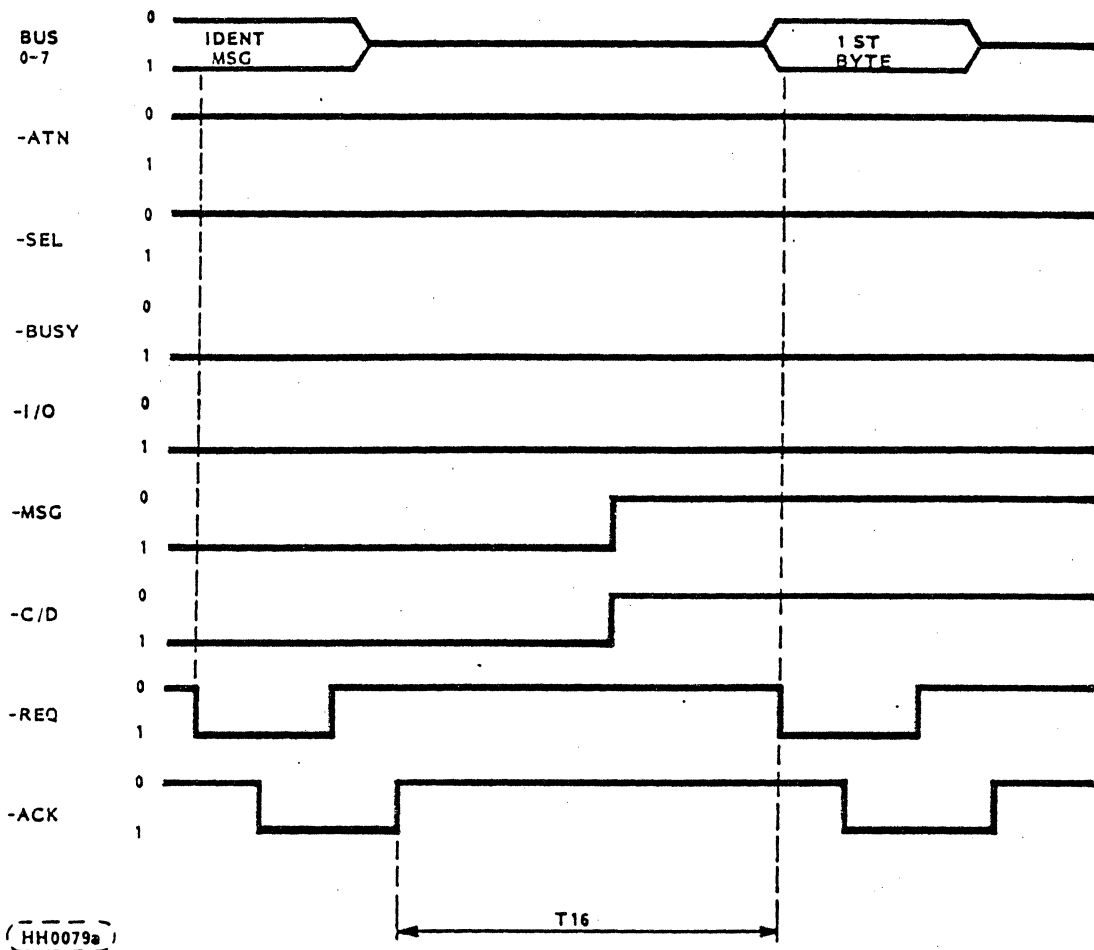 BUS
0-7
0
1
IDENT
MSG
1 ST
BYTE
-ATN
0
1
-SEL
0
1
-BUSY
0
1
-I/O
0
1
-MSG
0
1
-C/D
0
1
-REQ
0
1
-ACK
0
1
T16
HH0079a